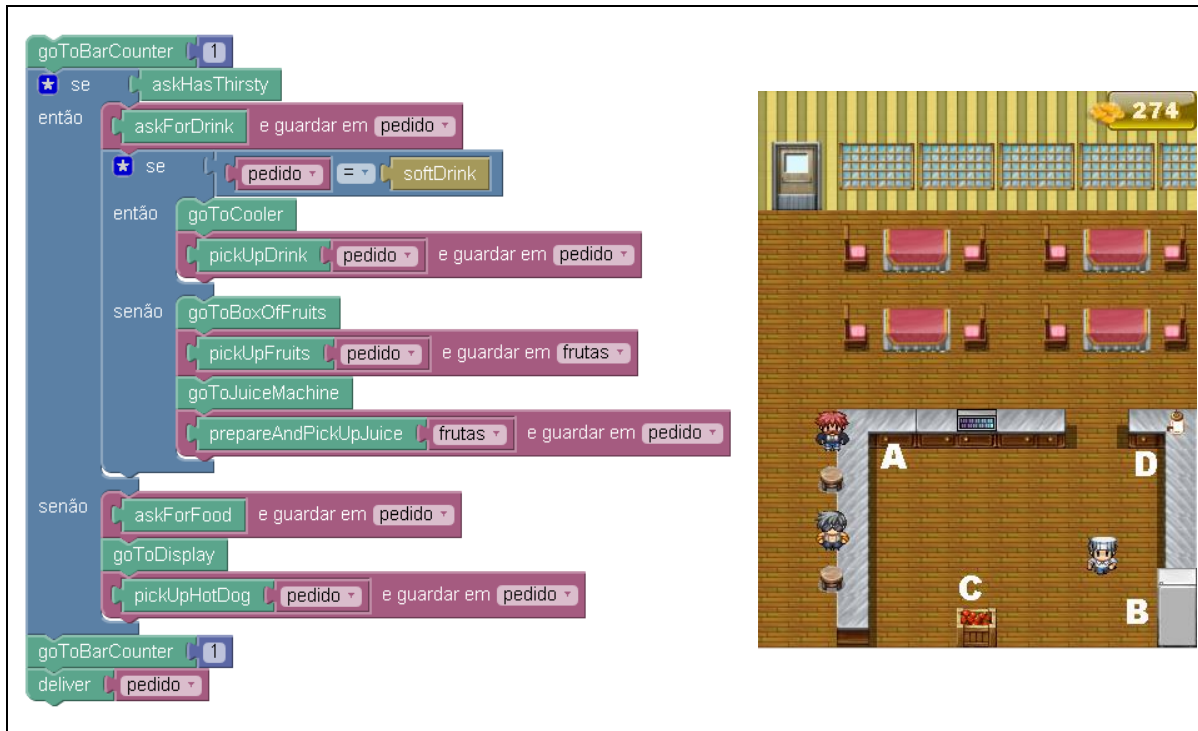 goToBarCounter 1
se askHasThirsty
então askForDrink e guardar em pedido
se pedido = softDrink
então goToCooler
pickUpDrink pedido e guardar em pedido
senão goToBoxOfFruits
pickUpFruits pedido e guardar em frutas
goToJuiceMachine
prepareAndPickUpJuice frutas e guardar em pedido
senão askForFood e guardar em pedido
goToDisplay
pickUpHotDog pedido e guardar em pedido
goToBarCounter 1
deliver pedido
274
A
D
C
B